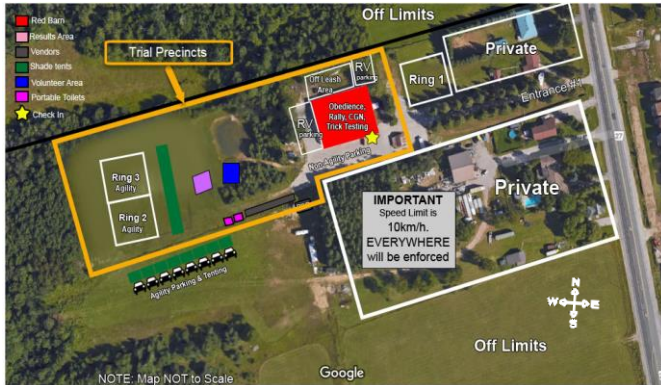 Off Limits
Red Barn
Results Area
Vendors
Shade tents
Volunteer Area
Portable Toilets
Check In
Trial Precincts
Private
Off Leash
Area
RV
parking
Ring 1
Entrance #1
Obedience,
Rally, CGN,
Trick Testing
RV
parking
Non-Agility Parking
27
Ring 3
Agility
Ring 2
Agility
IMPORTANT
Speed Limit is
10km/h.
EVERYWHERE
will be enforced
Private
Agility Parking & Tenting
N
W
E
S
Off Limits
Google
NOTE: Map NOT to Scale